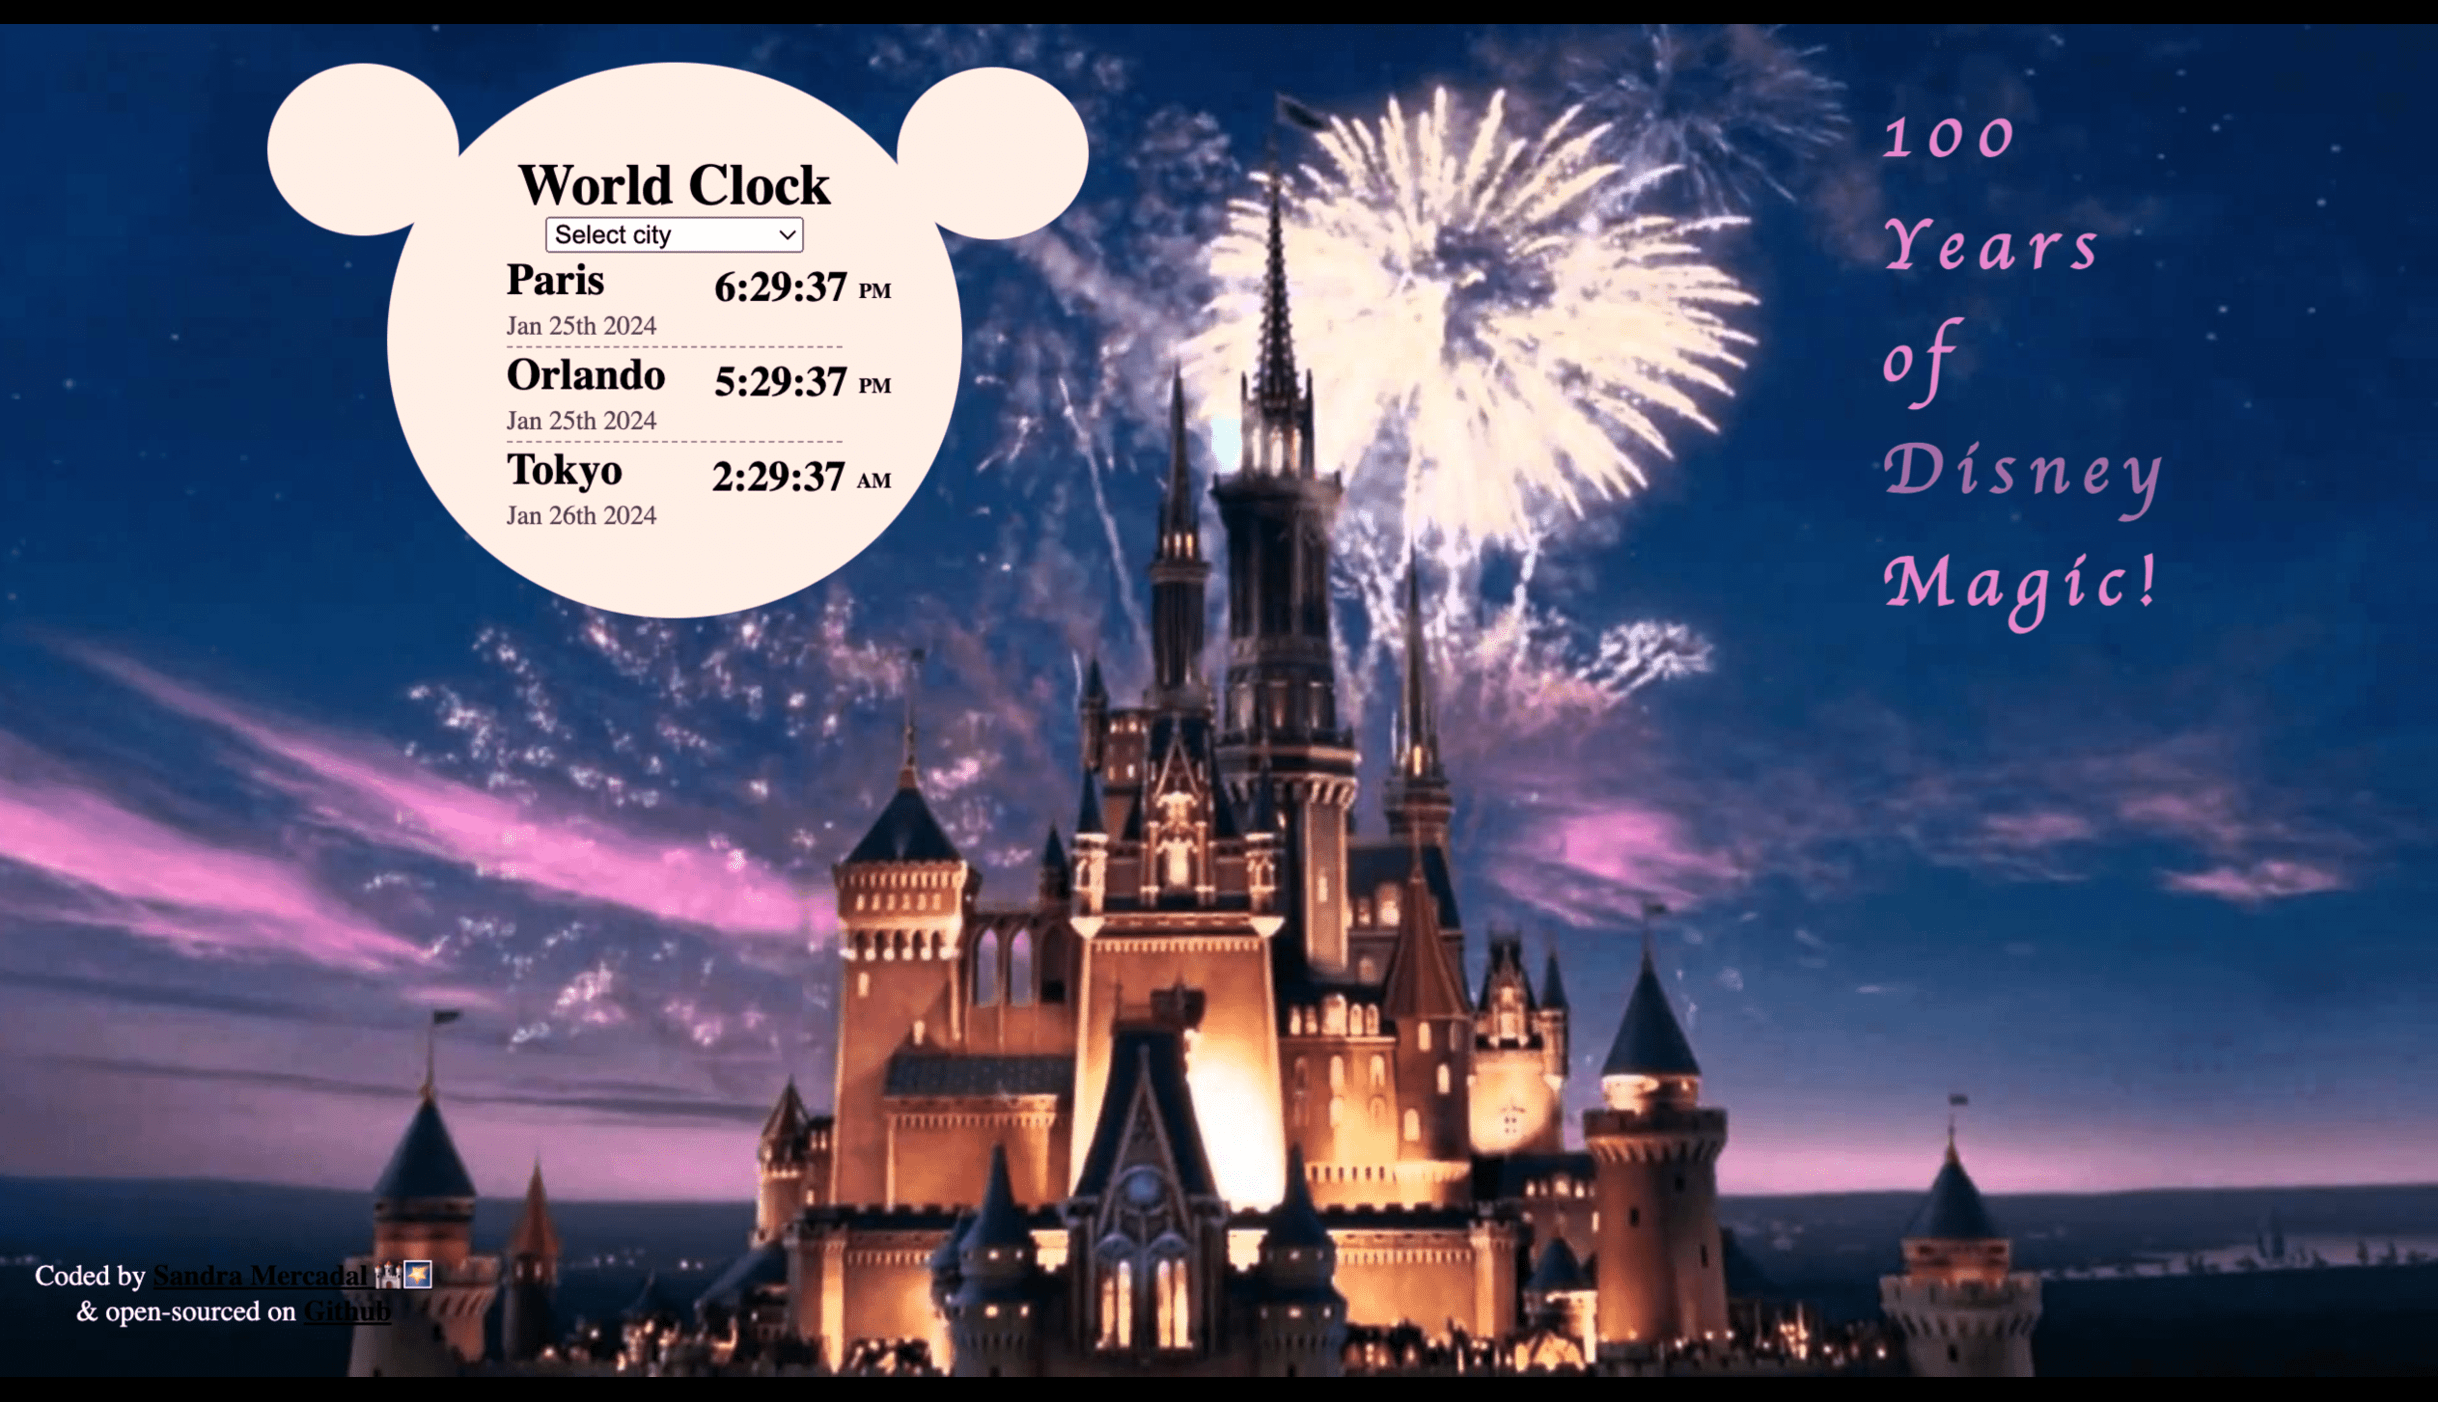 World Clock
Select city
Paris 6:29:37 PM
Jan 25th 2024
Orlando 5:29:37 PM
Jan 25th 2024
Tokyo 2:29:37 AM
Jan 26th 2024
100
Years
of
Disney
Magic!
Coded by Sandra Mercadal
& open-sourced on Github